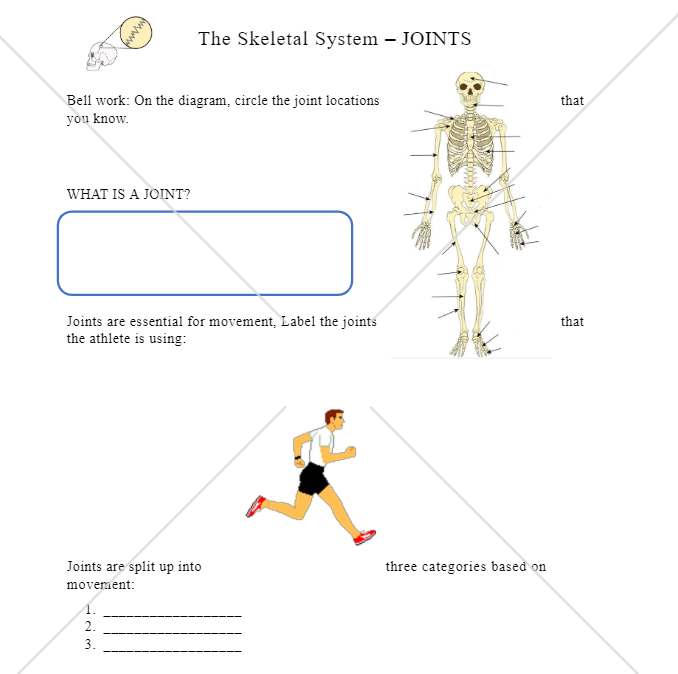 The Skeletal System – JOINTS
Bell work: On the diagram, circle the joint locations that
you know.
WHAT IS A JOINT?
Joints are essential for movement, Label the joints that
the athlete is using:
Joints are split up into three categories based on
movement:
1. __________________
2. __________________
3. __________________